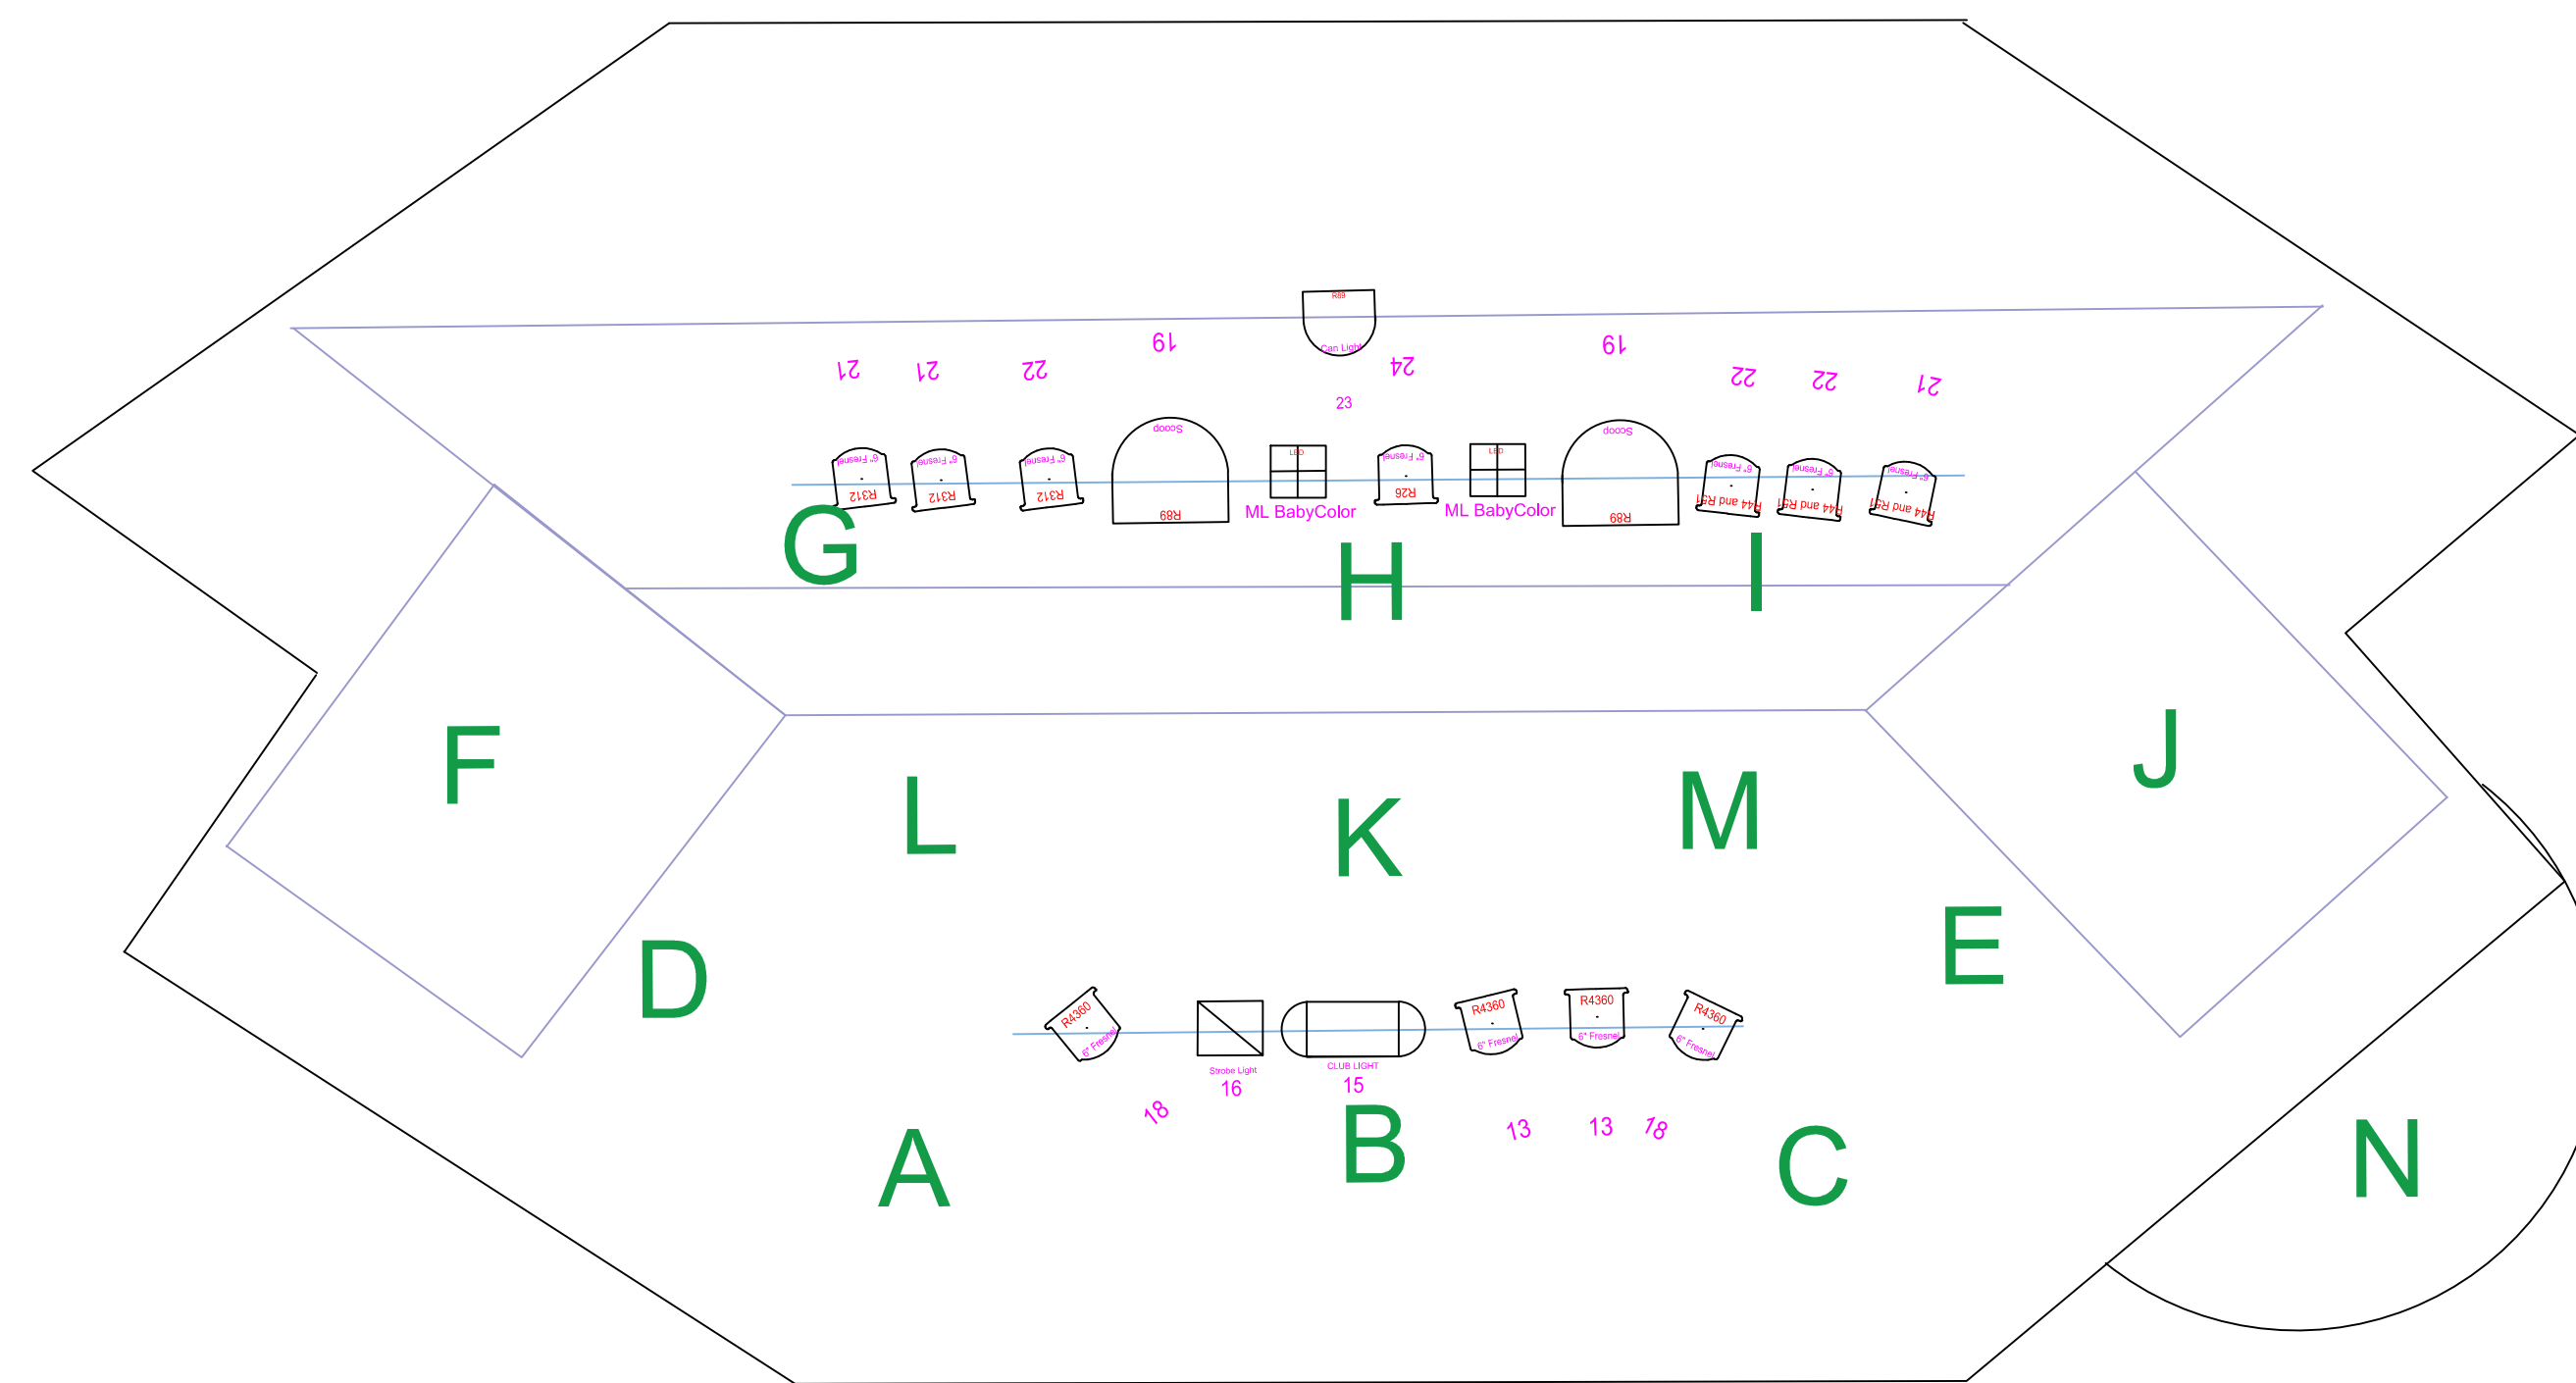 R89
Can Light
19
19
21
21
22
24
22
22
21
23
Scoop
Scoop
LED
LED
6" Fresnel
6" Fresnel
6" Fresnel
6" Fresnel
6" Fresnel
6" Fresnel
6" Fresnel
R312
R312
R312
R26
R44 and R51
R44 and R51
R44 and R51
R89
ML BabyColor
ML BabyColor
R89
G
H
I
F
J
L
K
M
D
E
R4360
R4360
R4360
R4360
6" Fresnel
6" Fresnel
6" Fresnel
6" Fresnel
Strobe Light
CLUB LIGHT
16
15
18
13
13
18
A
B
C
N